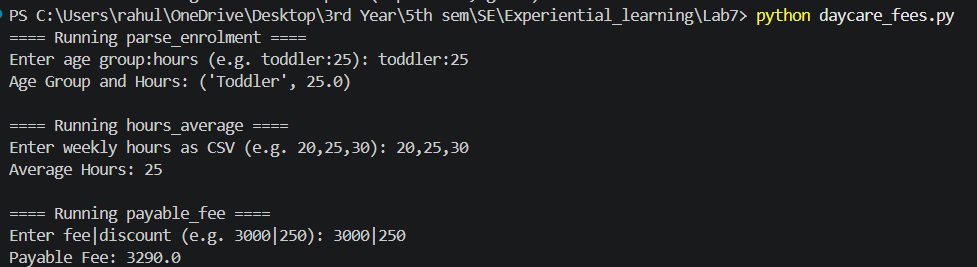 PS C:\Users\rahul\OneDrive\Desktop\3rd Year\5th sem\SE\Experiential_learning\Lab7> python daycare_fees.py
==== Running parse_enrolment ====
Enter age group:hours (e.g. toddler:25): toddler:25
Age Group and Hours: ('Toddler', 25.0)

==== Running hours_average ====
Enter weekly hours as CSV (e.g. 20,25,30): 20,25,30
Average Hours: 25

==== Running payable_fee ====
Enter fee|discount (e.g. 3000|250): 3000|250
Payable Fee: 3290.0